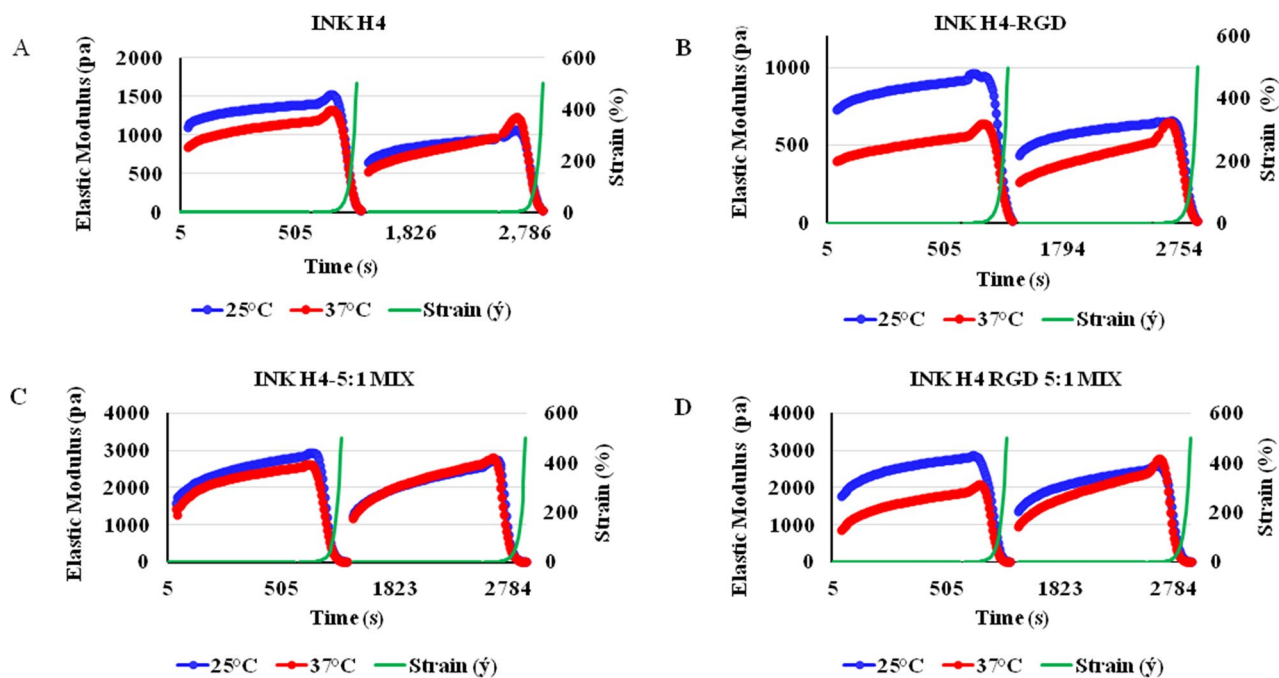 A
INK H4
Elastic Modulus (pa)
2000
1500
1000
500
0
600
400
200
0
Strain (%)
5
505
1,826
2,786
Time (s)
25°C
37°C
Strain (ý)
B
INK H4-RGD
Elastic Modulus (pa)
1000
500
0
600
400
200
0
Strain (%)
5
505
1794
2754
Time (s)
25°C
37°C
Strain (ý)
C
INK H4-5:1 MIX
Elastic Modulus (pa)
4000
3000
2000
1000
0
600
400
200
0
Strain (%)
5
505
1823
2784
Time (s)
25°C
37°C
Strain (ý)
D
INK H4 RGD 5:1 MIX
Elastic Modulus (pa)
4000
3000
2000
1000
0
600
400
200
0
Strain (%)
5
505
1823
2784
Time (s)
25°C
37°C
Strain (ý)